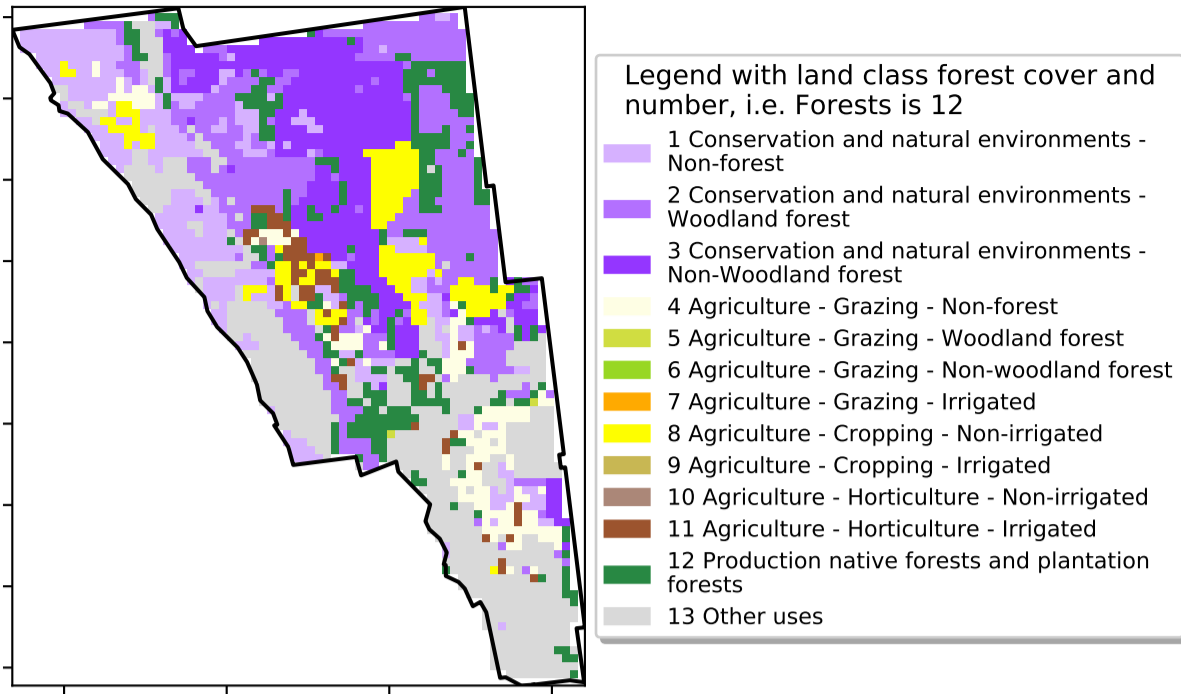 Legend with land class forest cover and
number, i.e. Forests is 12
1 Conservation and natural environments -
Non-forest
2 Conservation and natural environments -
Woodland forest
3 Conservation and natural environments -
Non-Woodland forest
4 Agriculture - Grazing - Non-forest
5 Agriculture - Grazing - Woodland forest
6 Agriculture - Grazing - Non-woodland forest
7 Agriculture - Grazing - Irrigated
8 Agriculture - Cropping - Non-irrigated
9 Agriculture - Cropping - Irrigated
10 Agriculture - Horticulture - Non-irrigated
11 Agriculture - Horticulture - Irrigated
12 Production native forests and plantation
forests
13 Other uses